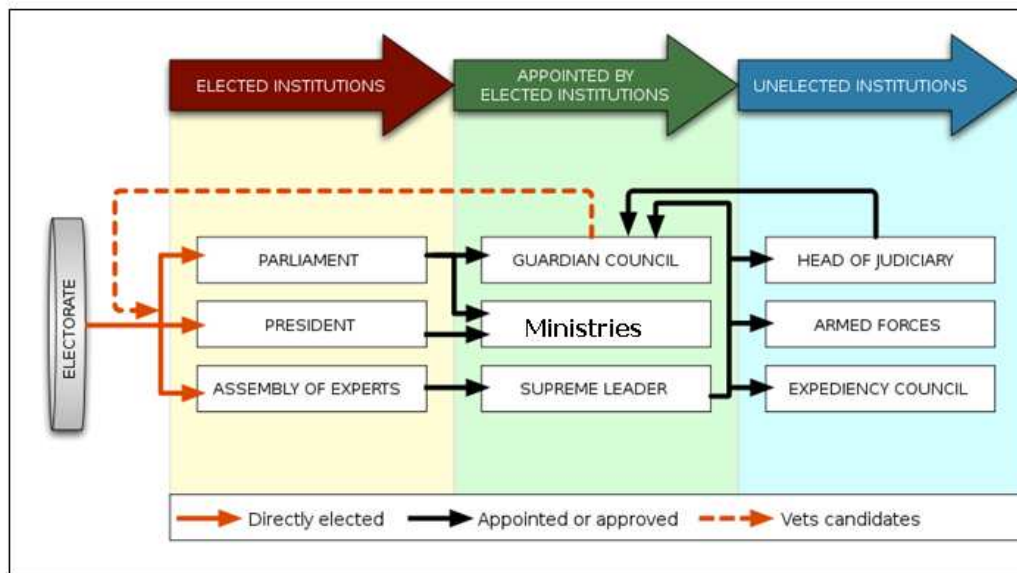 ELECTED INSTITUTIONS
APPOINTED BY
ELECTED INSTITUTIONS
UNELECTED INSTITUTIONS
ELECTORATE
PARLIAMENT
GUARDIAN COUNCIL
HEAD OF JUDICIARY
PRESIDENT
Ministries
ARMED FORCES
ASSEMBLY OF EXPERTS
SUPREME LEADER
EXPEDIENCY COUNCIL
Directly elected
Appointed or approved
Vets candidates